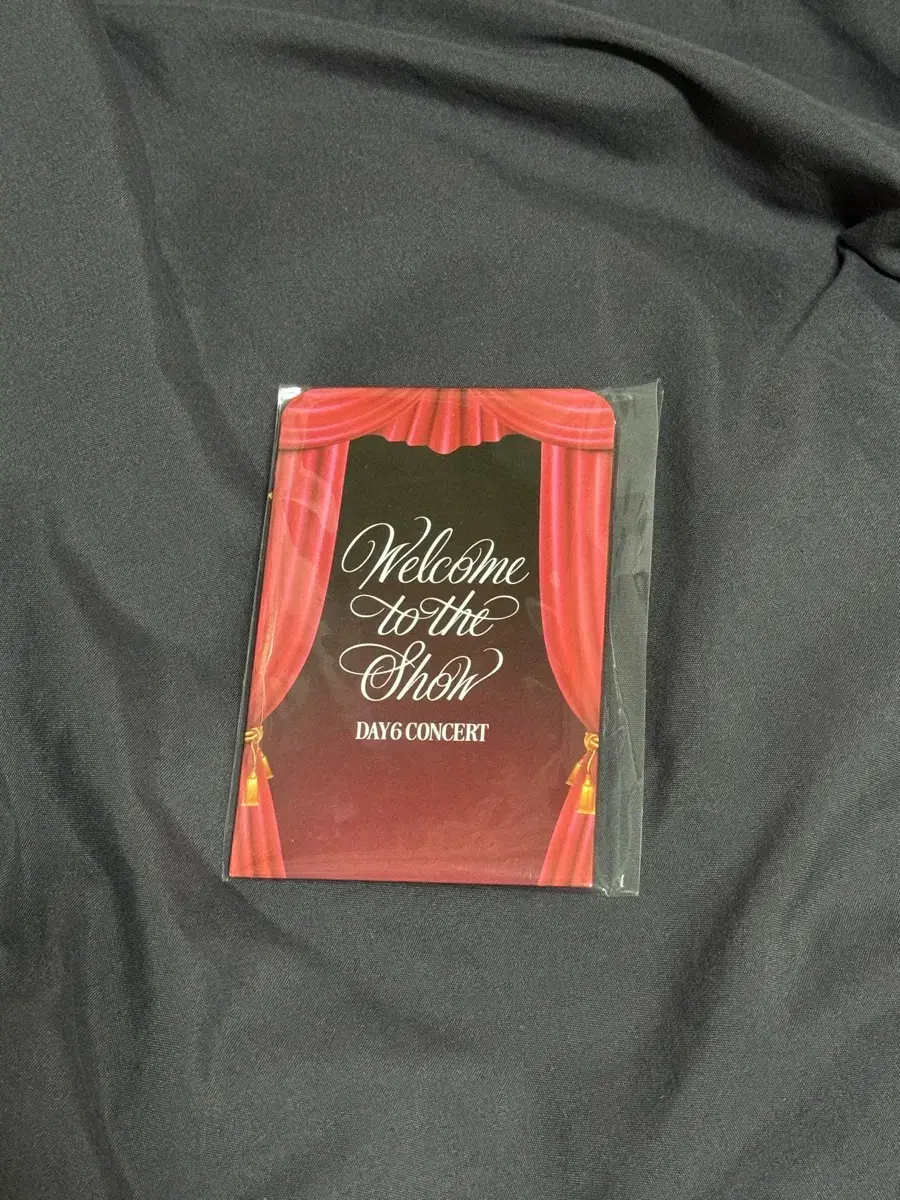 Welcome
to the
Show
DAY6 CONCERT